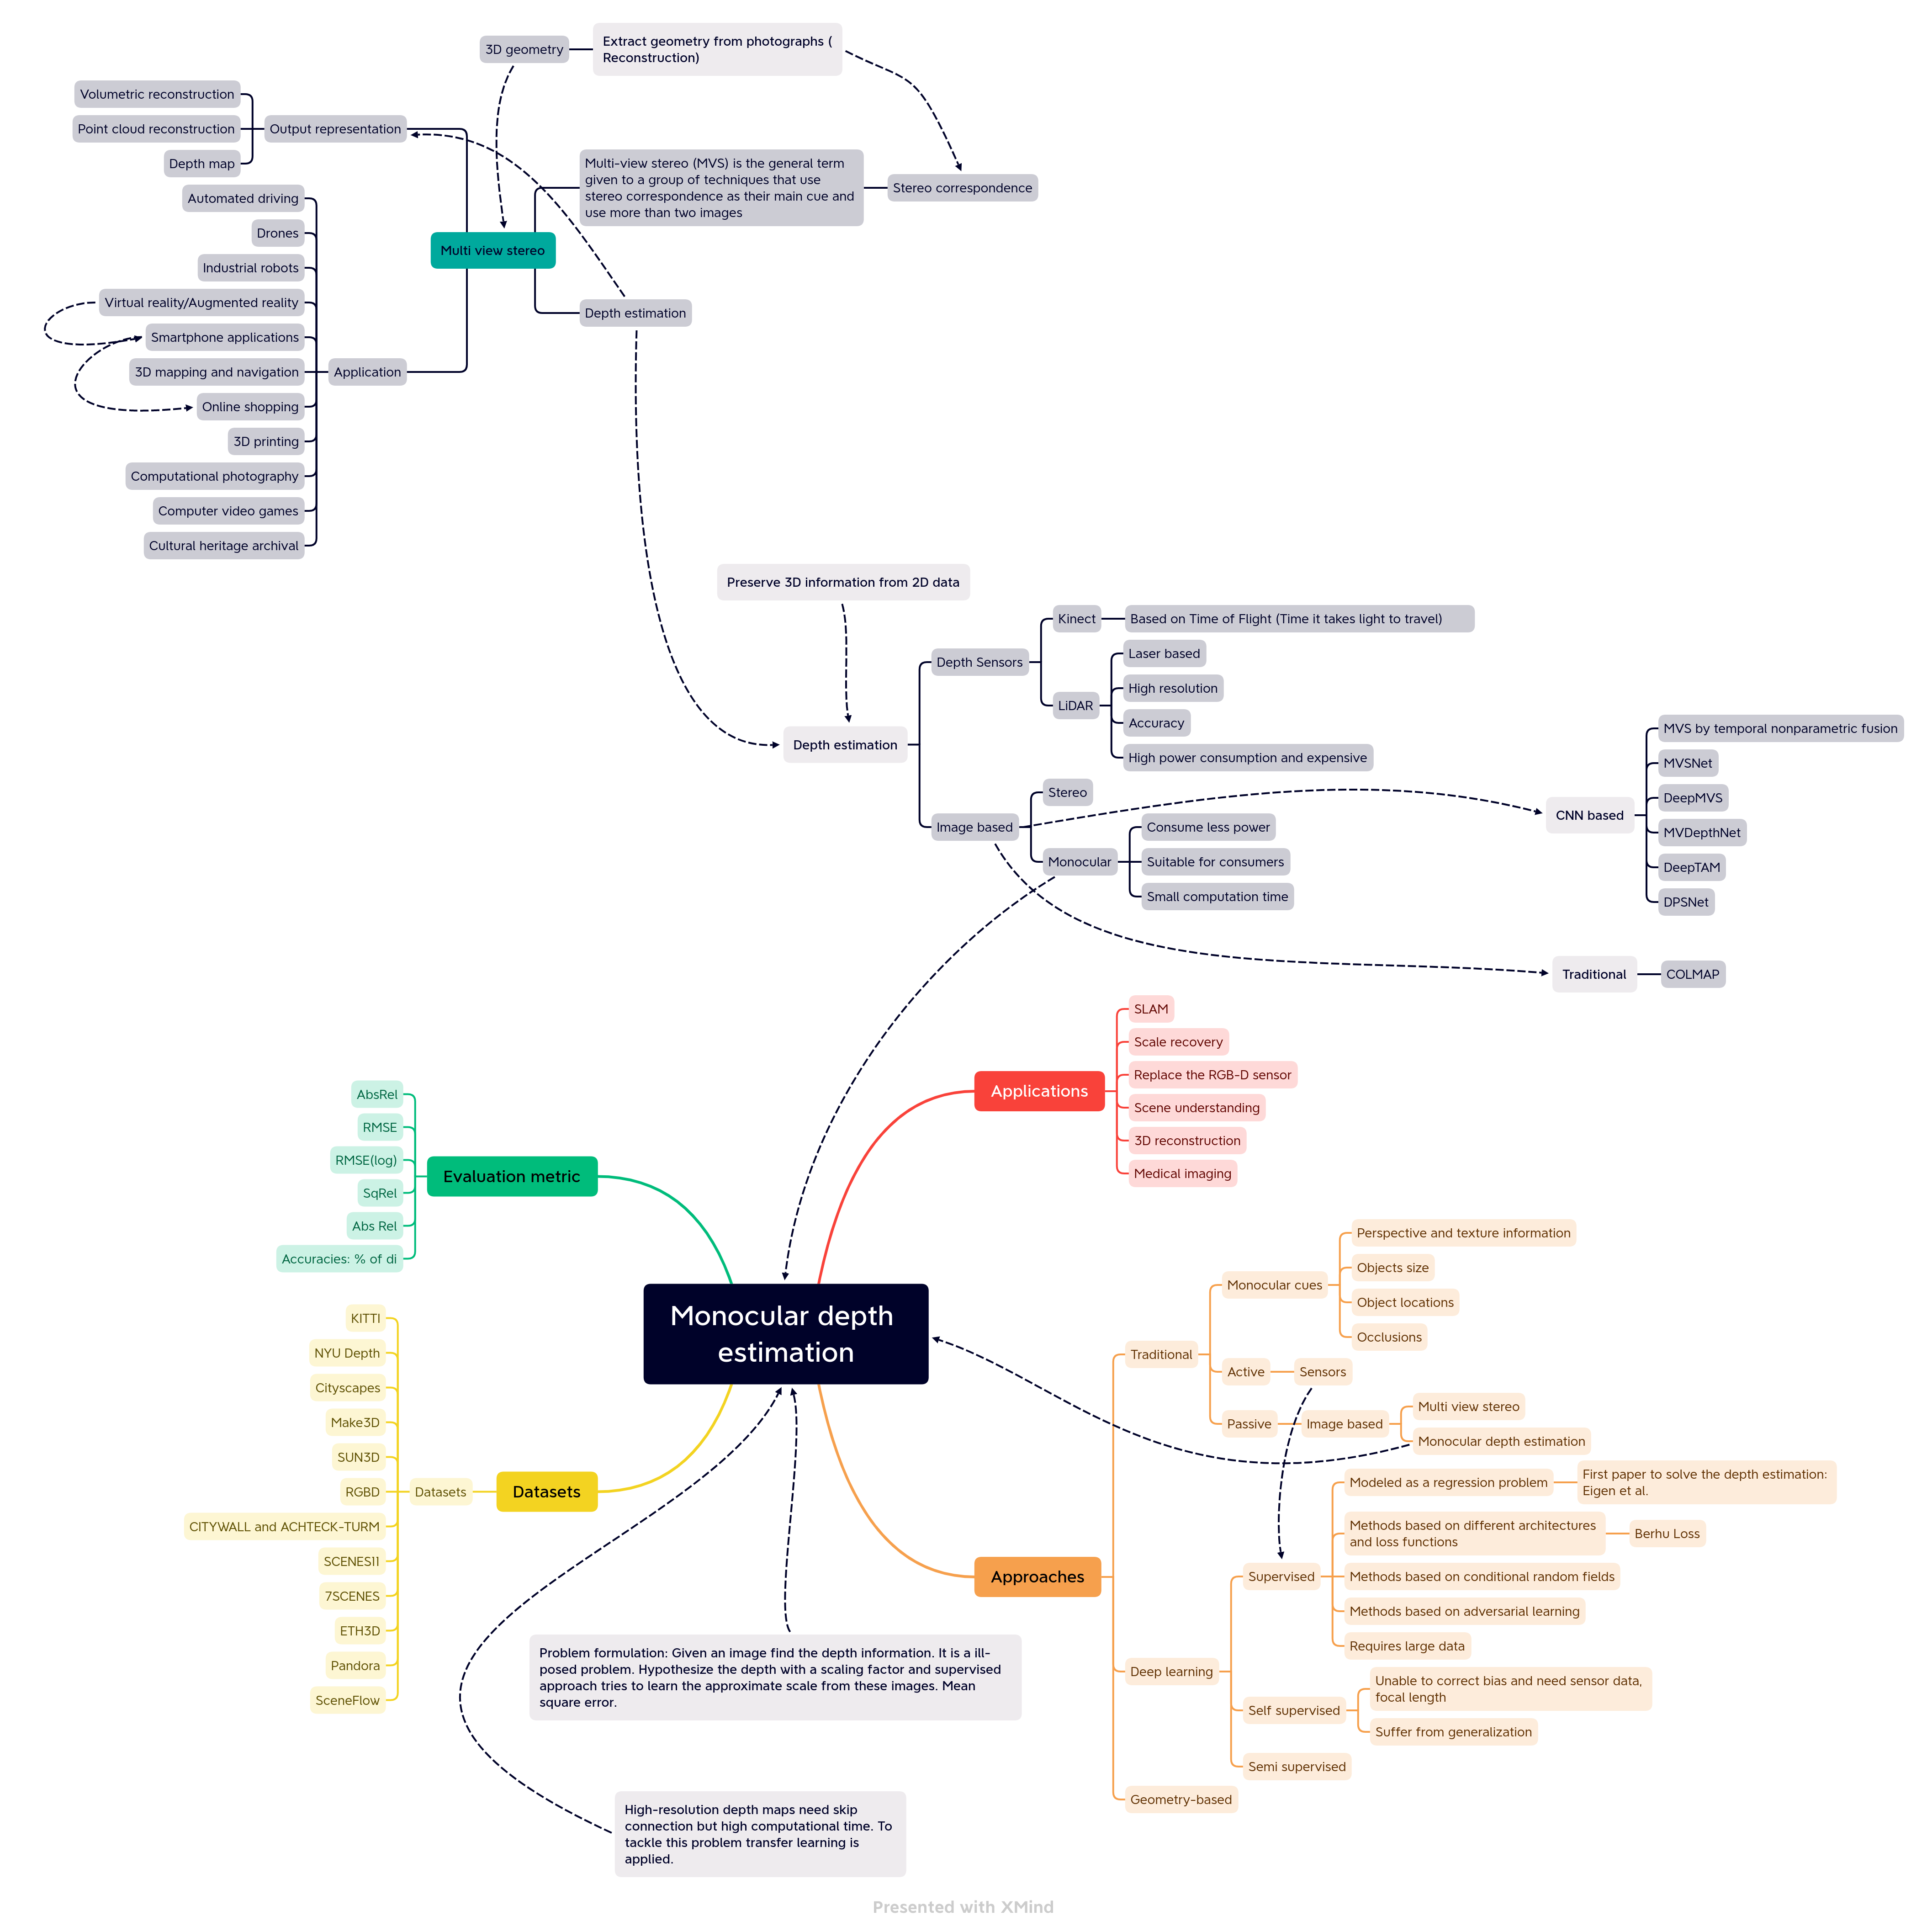 3D geometry
Extract geometry from photographs (
Reconstruction)
Volumetric reconstruction
Point cloud reconstruction
Depth map
Output representation
Multi-view stereo (MVS) is the general term
given to a group of techniques that use
stereo correspondence as their main cue and
use more than two images
Stereo correspondence
Multi view stereo
Depth estimation
Automated driving
Drones
Industrial robots
Virtual reality/Augmented reality
Smartphone applications
3D mapping and navigation
Application
Online shopping
3D printing
Computational photography
Computer video games
Cultural heritage archival
Preserve 3D information from 2D data
Depth estimation
Depth Sensors
Kinect
Based on Time of Flight (Time it takes light to travel)
LiDAR
Laser based
High resolution
Accuracy
High power consumption and expensive
Image based
Stereo
Monocular
Consume less power
Suitable for consumers
Small computation time
CNN based
MVS by temporal nonparametric fusion
MVSNet
DeepMVS
MVDepthNet
DeepTAM
DPSNet
Traditional
COLMAP
Applications
SLAM
Scale recovery
Replace the RGB-D sensor
Scene understanding
3D reconstruction
Medical imaging
AbsRel
RMSE
RMSE(log)
SqRel
Abs Rel
Accuracies: % of di
Evaluation metric
Monocular depth
estimation
KITTI
NYU Depth
Cityscapes
Make3D
SUN3D
RGBD
CITYWALL and ACHTECK-TURM
SCENES11
7SCENES
ETH3D
Pandora
SceneFlow
Datasets
Datasets
Approaches
Traditional
Monocular cues
Perspective and texture information
Objects size
Object locations
Occlusions
Active
Sensors
Passive
Image based
Multi view stereo
Monocular depth estimation
Deep learning
Supervised
Modeled as a regression problem
First paper to solve the depth estimation:
Eigen et al.
Methods based on different architectures
and loss functions
Berhu Loss
Methods based on conditional random fields
Methods based on adversarial learning
Requires large data
Self supervised
Unable to correct bias and need sensor data,
focal length
Suffer from generalization
Semi supervised
Geometry-based
Problem formulation: Given an image find the depth information. It is a ill-
posed problem. Hypothesize the depth with a scaling factor and supervised
approach tries to learn the approximate scale from these images. Mean
square error.
High-resolution depth maps need skip
connection but high computational time. To
tackle this problem transfer learning is
applied.
Presented with XMind